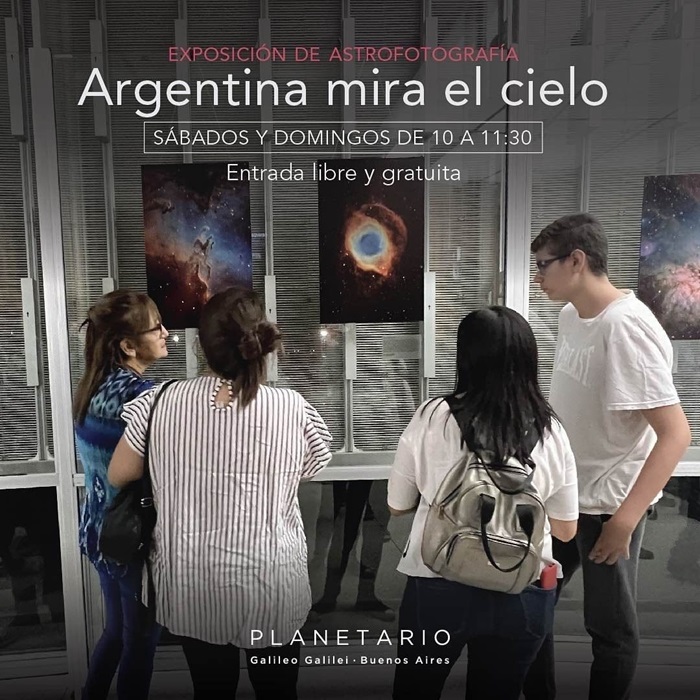 EXPOSICIÓN DE ASTROFOTOGRAFÍA
Argentina mira el cielo
SÁBADOS Y DOMINGOS DE 10 A 11:30
Entrada libre y gratuita
PLANETARIO
Galileo Galilei · Buenos Aires